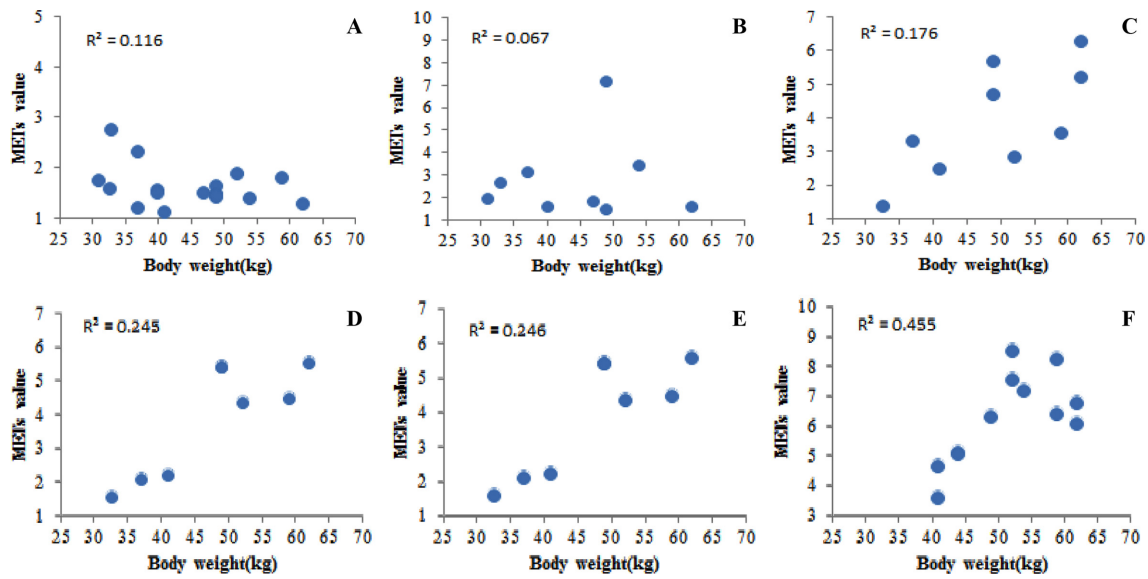 A
R² = 0.116
METs value
5
4
3
2
1
25 30 35 40 45 50 55 60 65 70
Body weight(kg)
B
R² = 0.067
METs value
10
9
8
7
6
5
4
3
2
1
25 30 35 40 45 50 55 60 65 70
Body weight(kg)
C
R² = 0.176
METs value
7
6
5
4
3
2
1
25 30 35 40 45 50 55 60 65 70
Body weight(kg)
D
R² = 0.245
METs value
7
6
5
4
3
2
1
25 30 35 40 45 50 55 60 65 70
Body weight(kg)
E
R² = 0.246
METs value
7
6
5
4
3
2
1
25 30 35 40 45 50 55 60 65 70
Body weight(kg)
F
R² = 0.455
METs value
10
9
8
7
6
5
4
3
25 30 35 40 45 50 55 60 65 70
Body weight(kg)